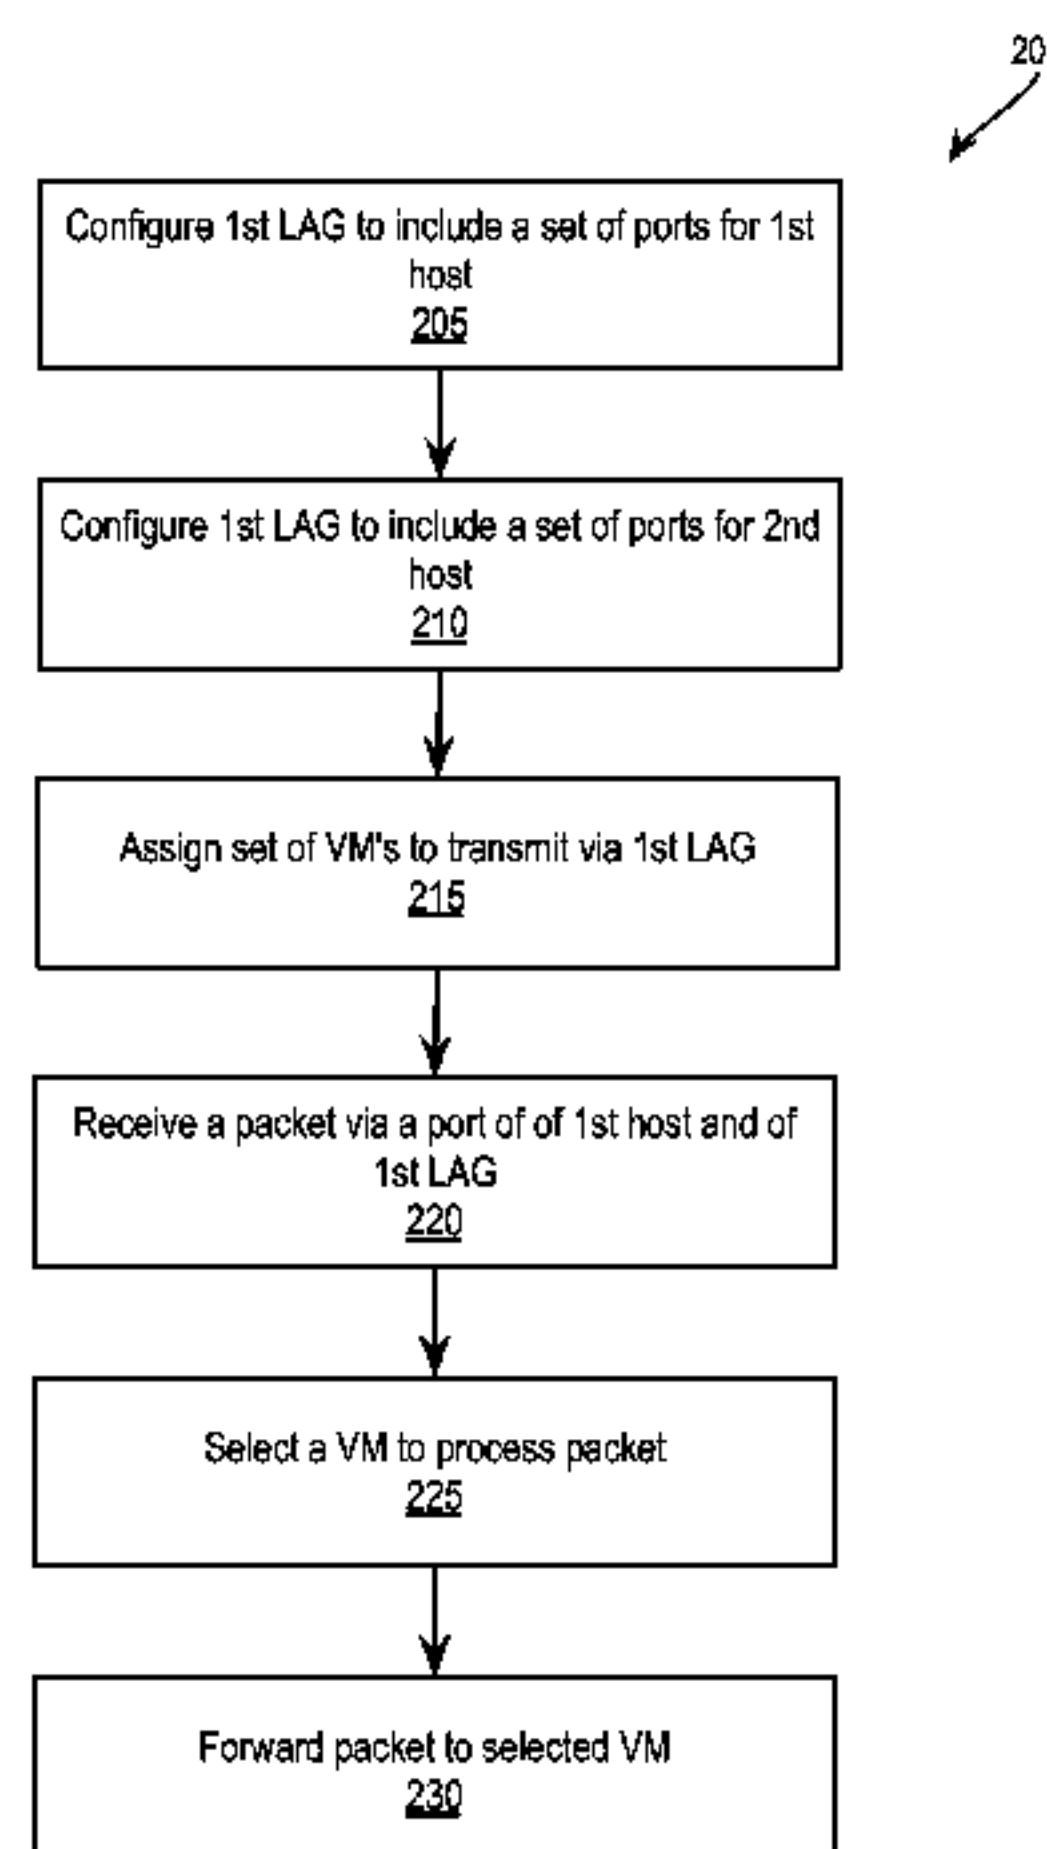 20
Configure 1st LAG to include a set of ports for 1st
host
205
Configure 1st LAG to include a set of ports for 2nd
host
210
Assign set of VM's to transmit via 1st LAG
215
Receive a packet via a port of of 1st host and of
1st LAG
220
Select a VM to process packet
225
Forward packet to selected VM
230